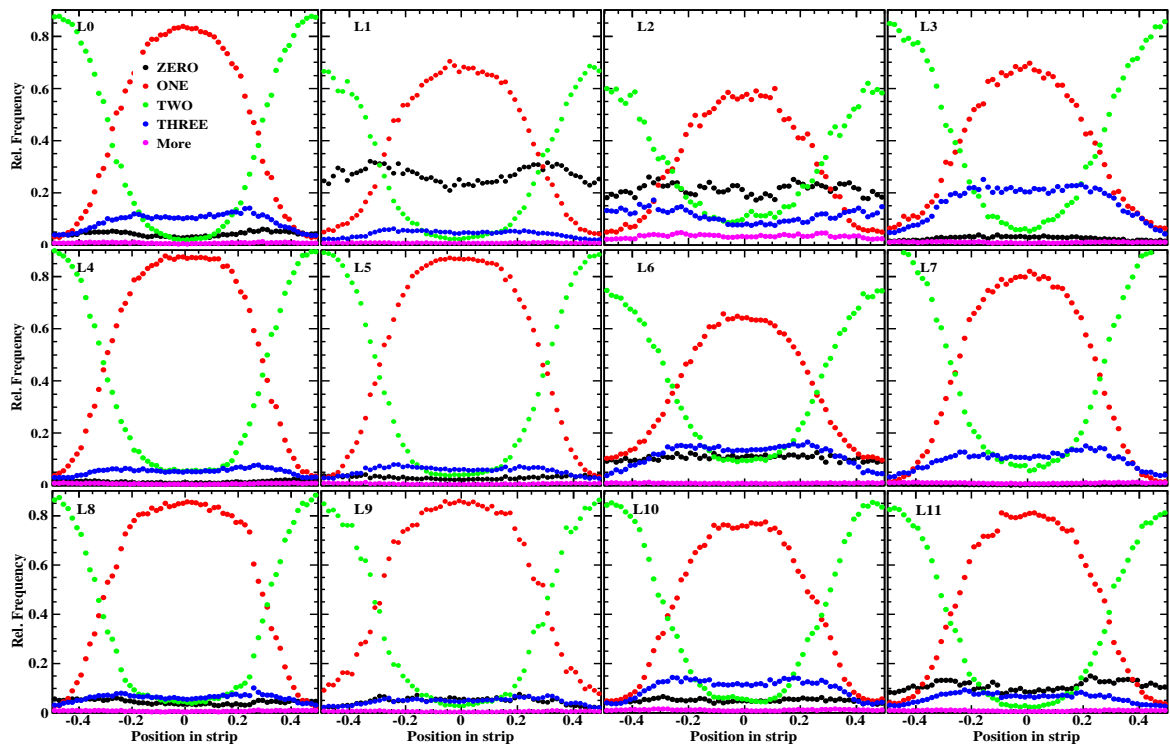 L0 L1 L2 L3
0.8
ZERO
ONE
0.6
TWO
THREE
More
0.4
0.2
0
Rel. Frequency
L4 L5 L6 L7
0.8
0.6
0.4
0.2
0
Rel. Frequency
L8 L9 L10 L11
0.8
0.6
0.4
0.2
0
Rel. Frequency
-0.4 -0.2 0 0.2 0.4 -0.4 -0.2 0 0.2 0.4 -0.4 -0.2 0 0.2 0.4 -0.4 -0.2 0 0.2 0.4
Position in strip Position in strip Position in strip Position in strip